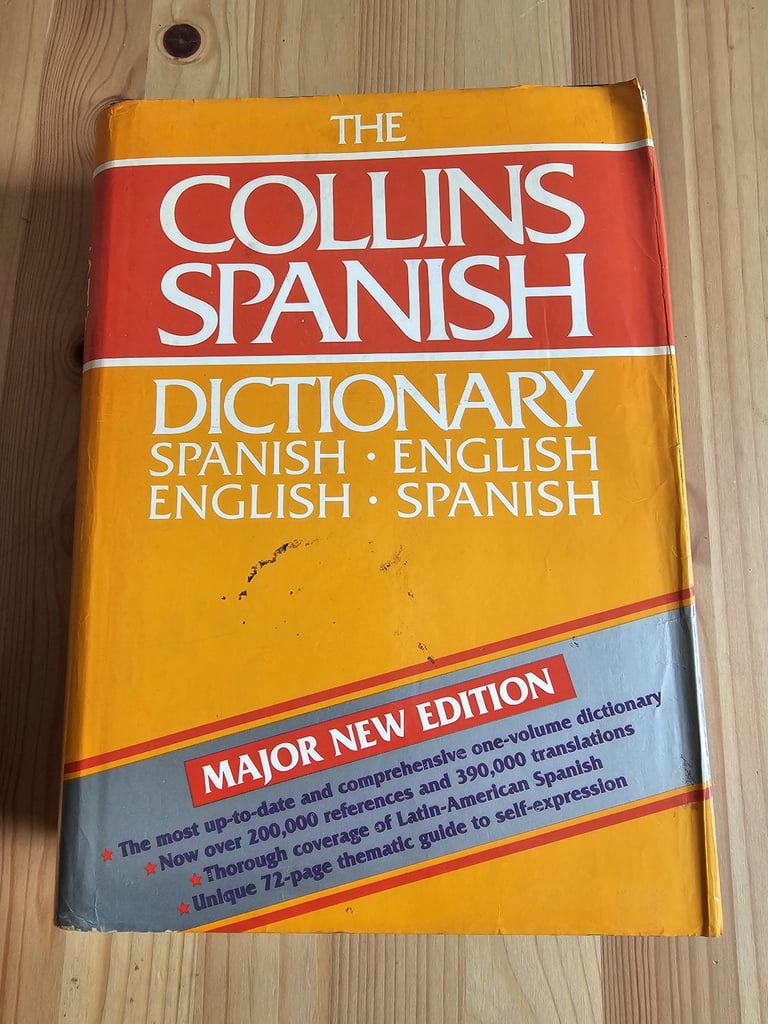 THE
COLLINS
SPANISH
DICTIONARY
SPANISH · ENGLISH
ENGLISH · SPANISH
MAJOR NEW EDITION
★ The most up-to-date and comprehensive one-volume dictionary
★ Now over 200,000 references and 390,000 translations
★ Thorough coverage of Latin-American Spanish
★ Unique 72-page thematic guide to self-expression